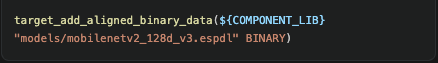 target_add_aligned_binary_data(${COMPONENT_LIB}
"models/mobilenetv2_128d_v3.espdl" BINARY)